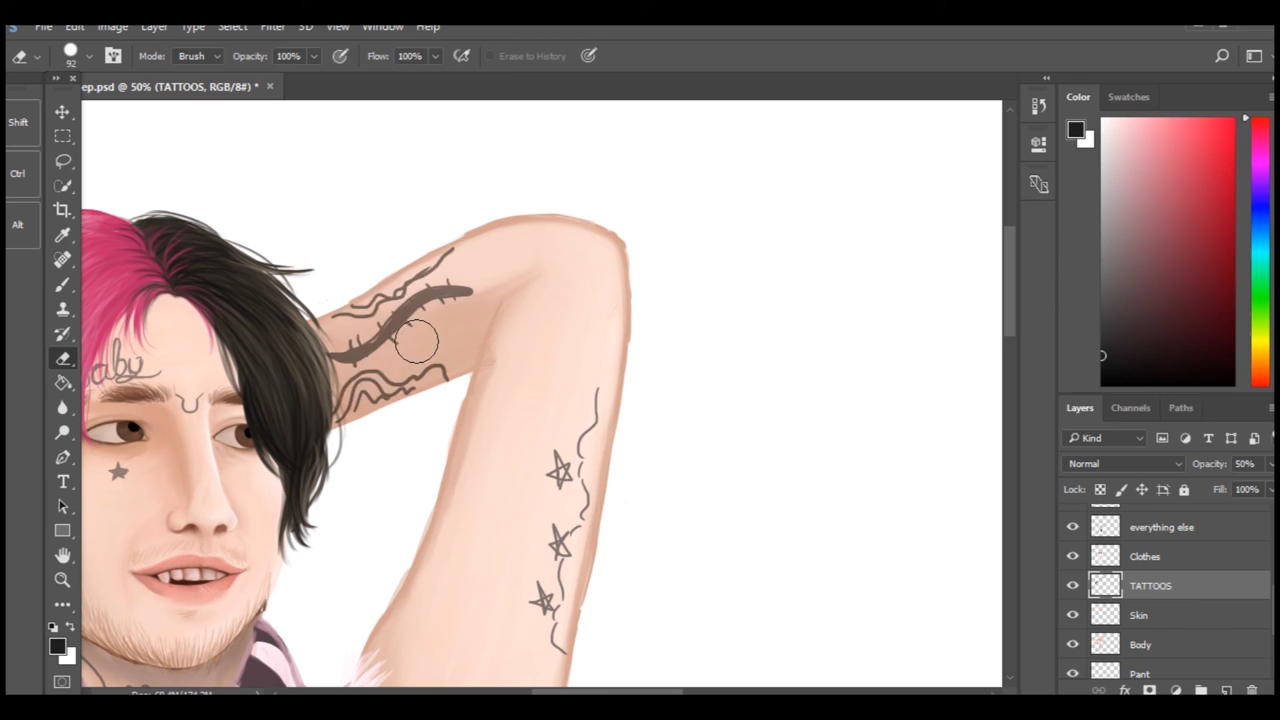 File Edit Image Layer Type Select Filter 3D View Window Help
92 Mode: Brush Opacity: 100% Flow: 100% Erase to History
ep.psd @ 50% (TATTOOS, RGB/8#) *
Shift
Ctrl
Alt
baby
Color Swatches
Layers Channels Paths
Kind
Normal Opacity: 50%
Lock: Fill: 100%
everything else
Clothes
TATTOOS
Skin
Body
Pant